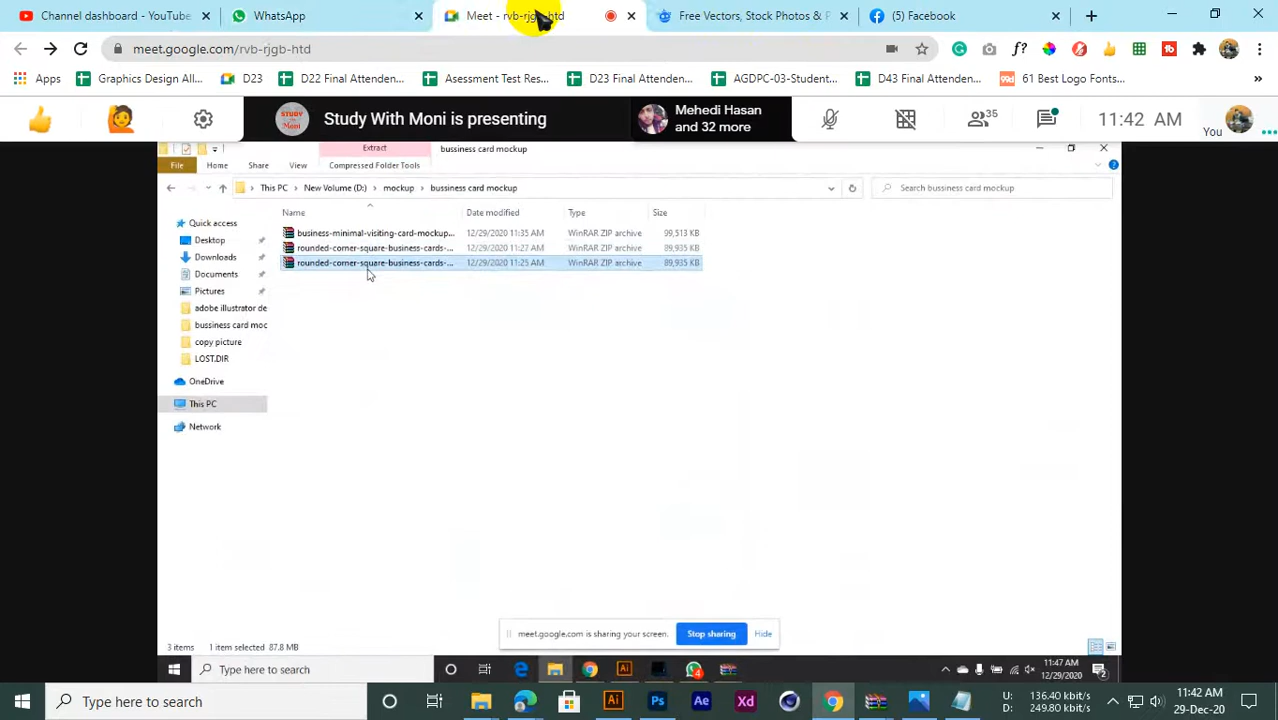 Channel dashboard - YouTube
WhatsApp
Meet - rvb-rjgb-htd
Free Vectors, Stock Photos & P
(5) Facebook
meet.google.com/rvb-rjgb-htd
Apps
Graphics Design All...
D23
D22 Final Attenden...
Asessment Test Res...
D23 Final Attenden...
AGDPC-03-Student...
D43 Final Attenden...
61 Best Logo Fonts...
Study With Moni is presenting
Mehedi Hasan
and 32 more
35
11:42 AM
You
Extract
bussiness card mockup
File
Home
Share
View
Compressed Folder Tools
This PC
New Volume (D:)
mockup
bussiness card mockup
Search bussiness card mockup
Name
Date modified
Type
Size
business-minimal-visiting-card-mockup...
12/29/2020 11:35 AM
WinRAR ZIP archive
99,513 KB
rounded-corner-square-business-cards-...
12/29/2020 11:27 AM
WinRAR ZIP archive
89,935 KB
rounded-corner-square-business-cards-...
12/29/2020 11:25 AM
WinRAR ZIP archive
89,935 KB
Quick access
Desktop
Downloads
Documents
Pictures
adobe illustrator de
bussiness card moc
copy picture
LOST.DIR
OneDrive
This PC
Network
meet.google.com is sharing your screen.
Stop sharing
Hide
3 items
1 item selected 87.8 MB
Type here to search
4
11:47 AM
12/29/2020
2
Type here to search
Ai
Ps
Ae
Xd
U: 136.40 kbit/s
D: 249.80 kbit/s
11:42 AM
29-Dec-20